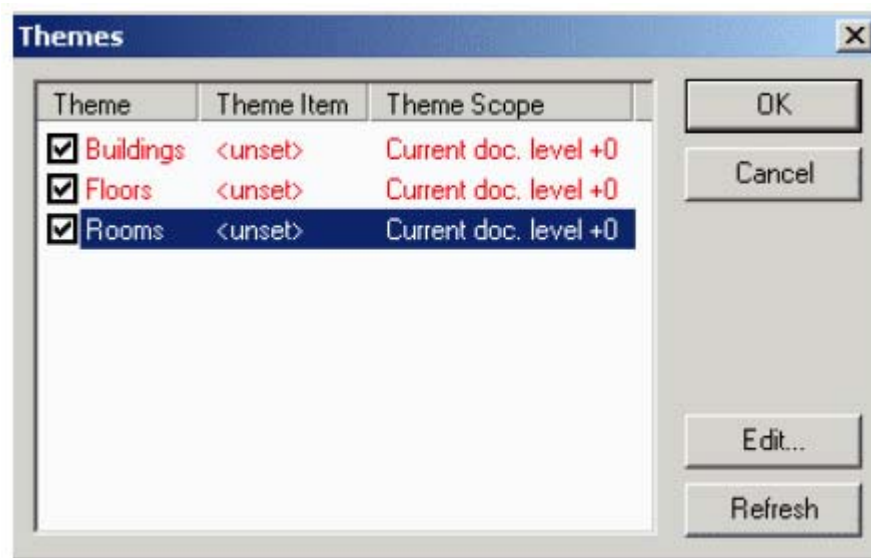 Themes
Theme Theme Item Theme Scope
Buildings <unset> Current doc. level +0
Floors <unset> Current doc. level +0
Rooms <unset> Current doc. level +0
OK
Cancel
Edit...
Refresh